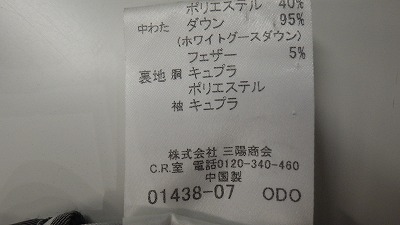 ポリエステル 40%
中わた ダウン 95%
(ホワイトグースダウン)
フェザー 5%
裏地 胴 キュプラ
ポリエステル
袖 キュプラ
株式会社 三陽商会
C.R.室 電話0120-340-460
中国製
01438-07 ODO